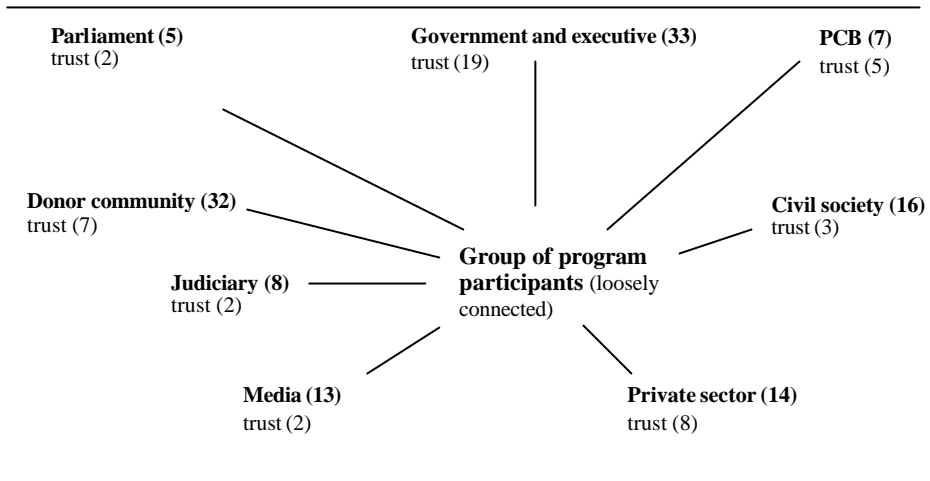 Parliament (5)
trust (2)
Government and executive (33)
trust (19)
PCB (7)
trust (5)
Donor community (32)
trust (7)
Civil society (16)
trust (3)
Group of program
participants (loosely
connected)
Judiciary (8)
trust (2)
Media (13)
trust (2)
Private sector (14)
trust (8)